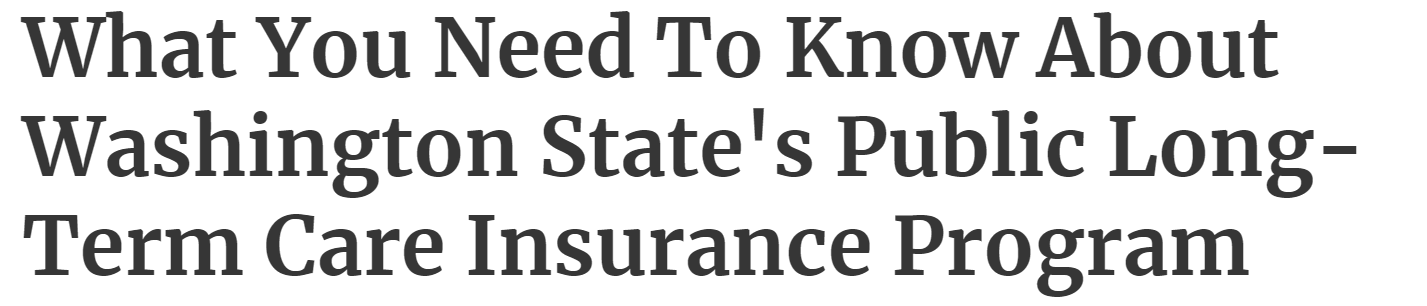 What You Need To Know About
Washington State's Public Long-
Term Care Insurance Program